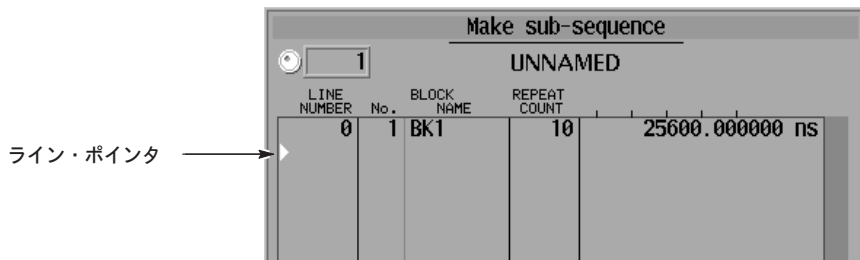 Make sub-sequence
1 UNNAMED
LINE NUMBER No. BLOCK NAME REPEAT COUNT
0 1 BK1 10 25600.000000 ns
ライン・ポインタ